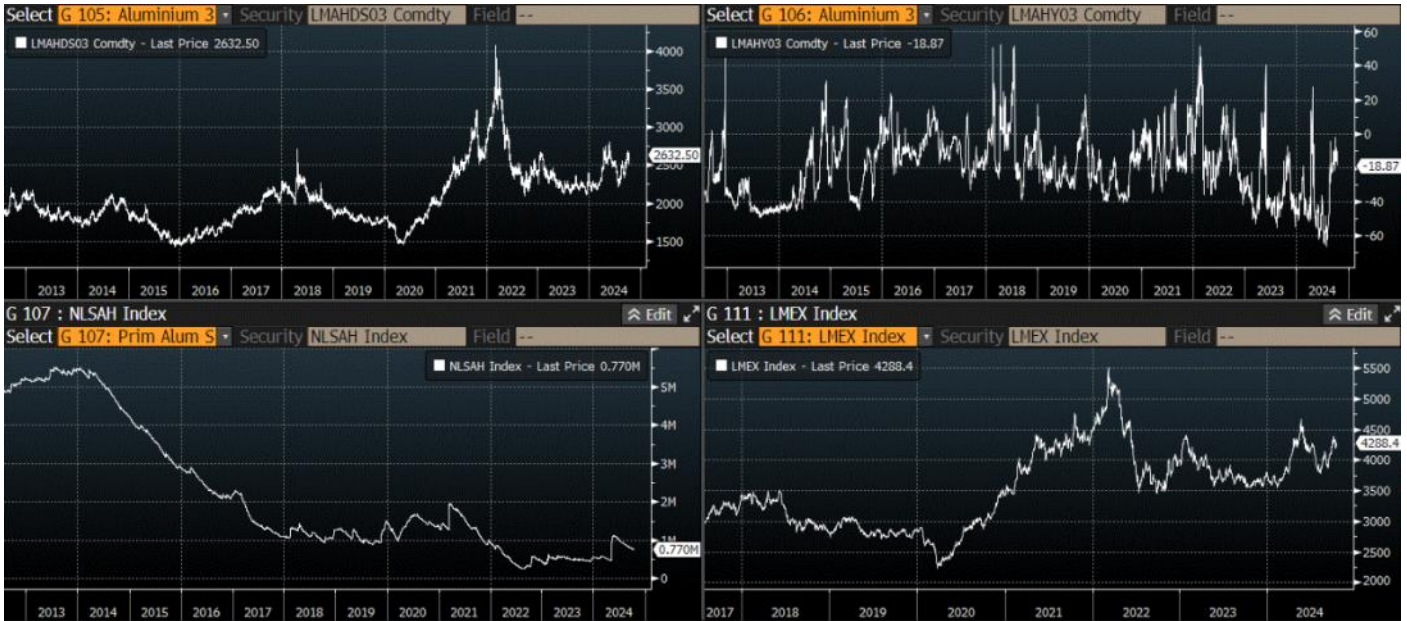 Select G 105: Aluminium 3 Security LMAHDS03 Comdty Field --
LMAHDS03 Comdty - Last Price 2632.50
4000
3500
3000
2632.50
2500
2000
1500
2013 2014 2015 2016 2017 2018 2019 2020 2021 2022 2023 2024
Select G 106: Aluminium 3 Security LMAHY03 Comdty Field --
LMAHY03 Comdty - Last Price -18.87
60
40
20
0
-18.87
-40
-60
2013 2014 2015 2016 2017 2018 2019 2020 2021 2022 2023 2024
G 107 : NLSAH Index Edit
Select G 107: Prim Alum S Security NLSAH Index Field --
NLSAH Index - Last Price 0.770M
5M
4M
3M
2M
1M
0.770M
0
2013 2014 2015 2016 2017 2018 2019 2020 2021 2022 2023 2024
G 111 : LMEX Index Edit
Select G 111: LMEX Index Security LMEX Index Field --
LMEX Index - Last Price 4288.4
5500
5000
4500
4288.4
4000
3500
3000
2500
2000
2017 2018 2019 2020 2021 2022 2023 2024